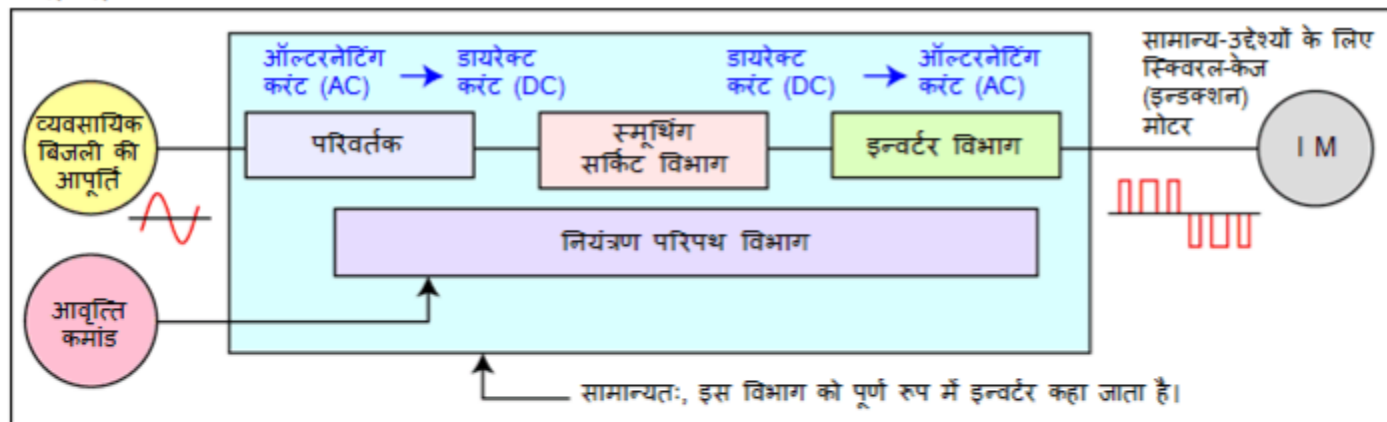 ऑल्टरनेटिंग
करंट (AC)
डायरेक्ट
करंट (DC)
डायरेक्ट
करंट (DC)
ऑल्टरनेटिंग
करंट (AC)
सामान्य-उद्देश्यों के लिए
स्क्विरल-केज
(इन्डक्शन)
मोटर
व्यवसायिक
बिजली की
आपूर्ति
परिवर्तक
स्मूथिंग
सर्किट विभाग
इन्वर्टर विभाग
I M
नियंत्रण परिपथ विभाग
आवृत्ति
कमांड
सामान्यतः, इस विभाग को पूर्ण रूप में इन्वर्टर कहा जाता है।